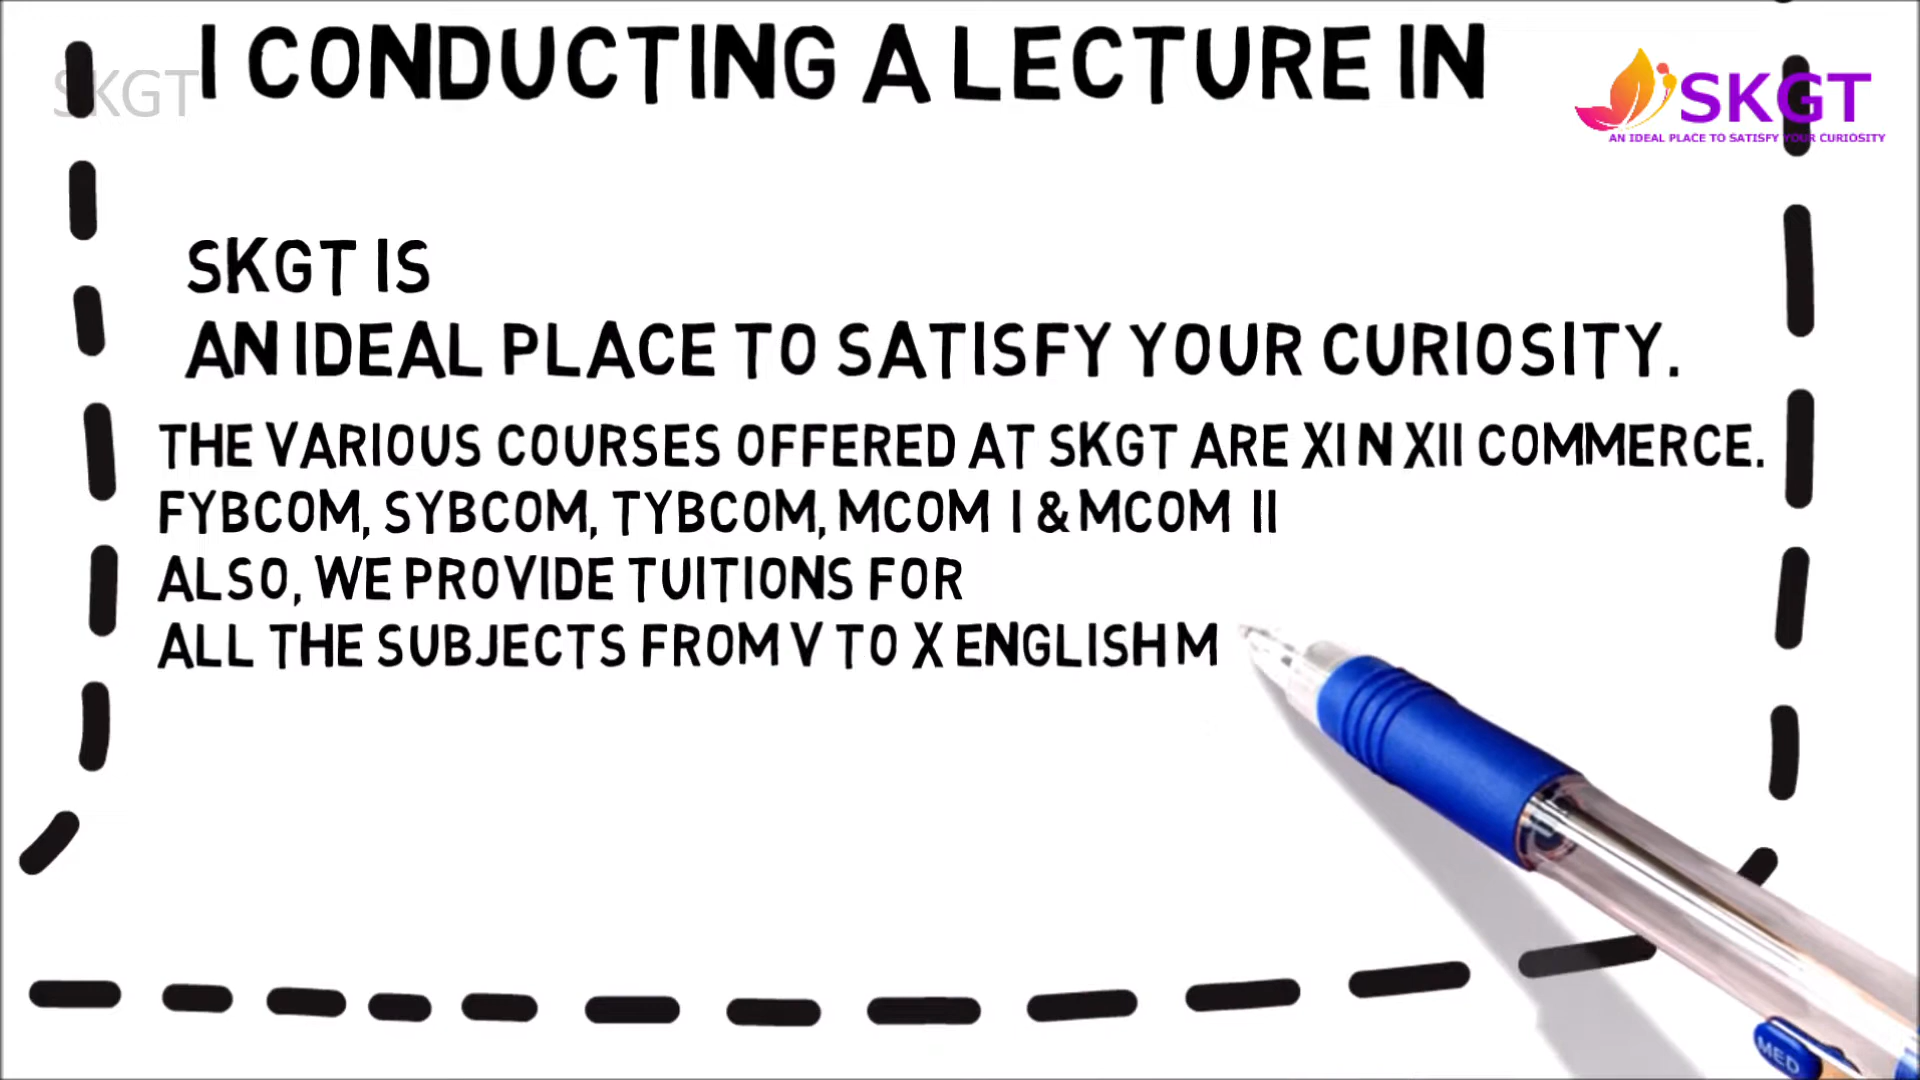 I CONDUCTING A LECTURE IN
SKGT
SKGT
AN IDEAL PLACE TO SATISFY YOUR CURIOSITY
SKGT IS
AN IDEAL PLACE TO SATISFY YOUR CURIOSITY.
THE VARIOUS COURSES OFFERED AT SKGT ARE XI N XII COMMERCE.
FYBCOM, SYBCOM, TYBCOM, MCOM I & MCOM II
ALSO, WE PROVIDE TUITIONS FOR
ALL THE SUBJECTS FROM V TO X ENGLISH M
MED